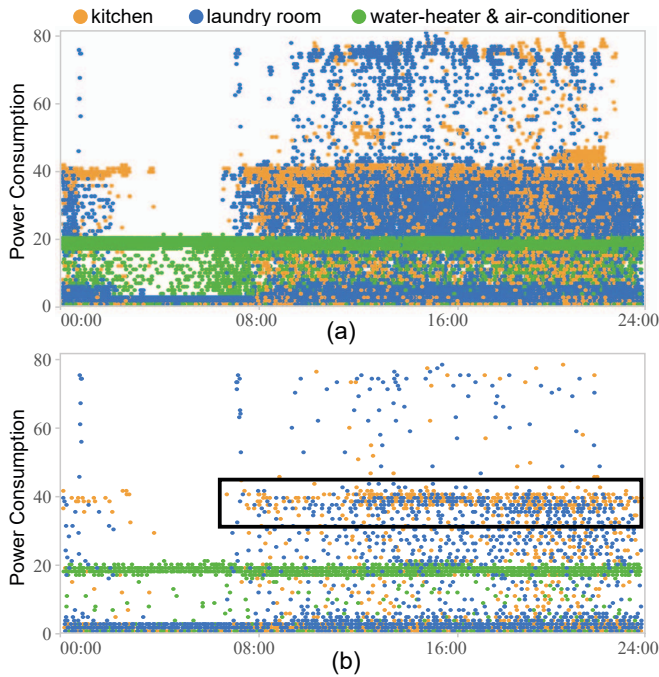 kitchen laundry room water-heater & air-conditioner
80
60
40
20
0
Power Consumption
00:00 08:00 16:00 24:00
(a)
80
60
40
20
0
Power Consumption
00:00 08:00 16:00 24:00
(b)